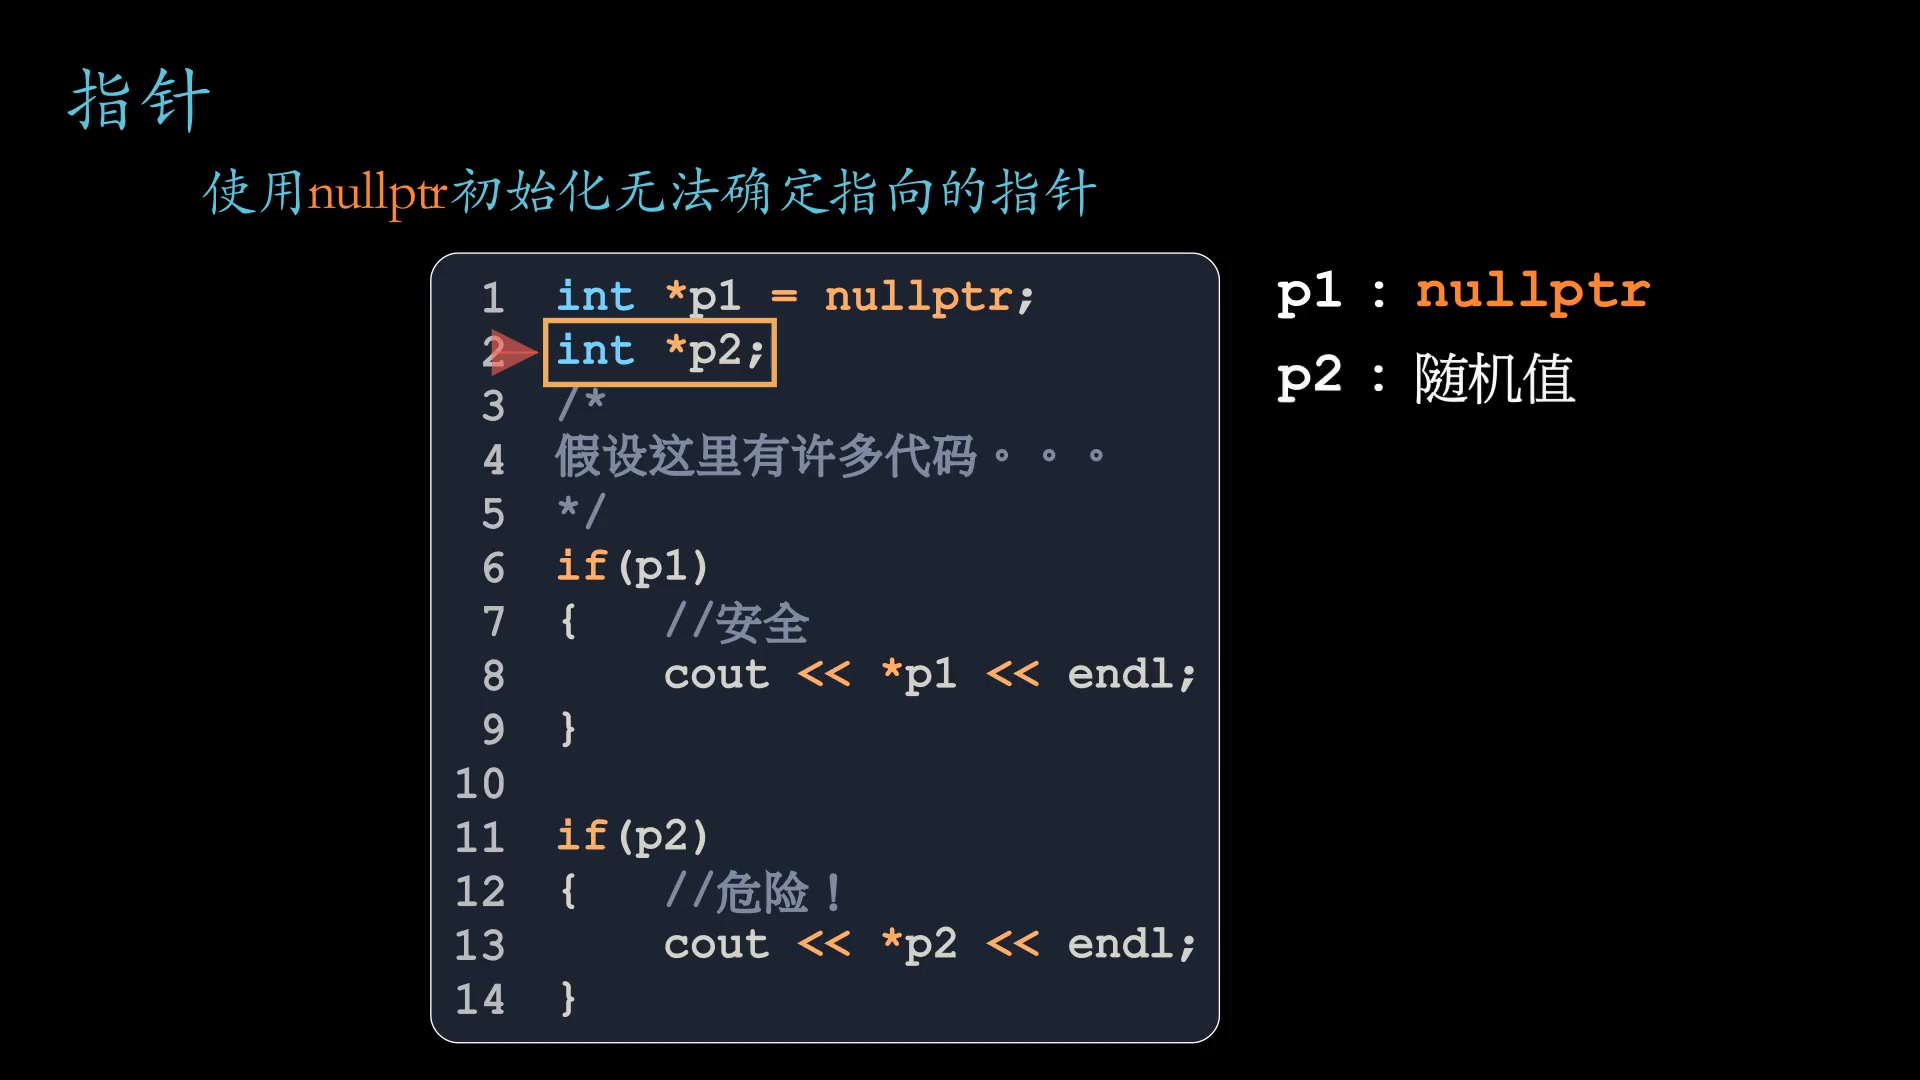 指针
使用nullptr初始化无法确定指向的指针
1 int *p1 = nullptr;
2 int *p2;
3 /*
4 假设这里有许多代码。。。
5 */
6 if(p1)
7 {    //安全
8     cout << *p1 << endl;
9 }
10
11 if(p2)
12 {    //危险！
13     cout << *p2 << endl;
14 }
p1 : nullptr
p2 : 随机值